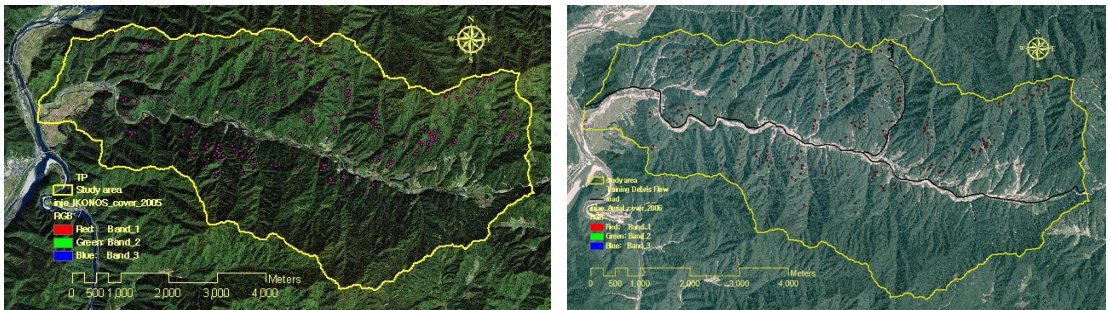 N
W E
S
TP
Study area
inje_IKONOS_cover_2005
RGB
Red: Band_1
Green: Band_2
Blue: Band_3
Meters
0 500 1,000 2,000 3,000 4,000
N
W E
S
study area
Training Debris Flow
road
injae_Aerial_cover_2006
RGB
Red: Band_1
Green: Band_2
Blue: Band_3
Meters
0 500 1,000 2,000 3,000 4,000